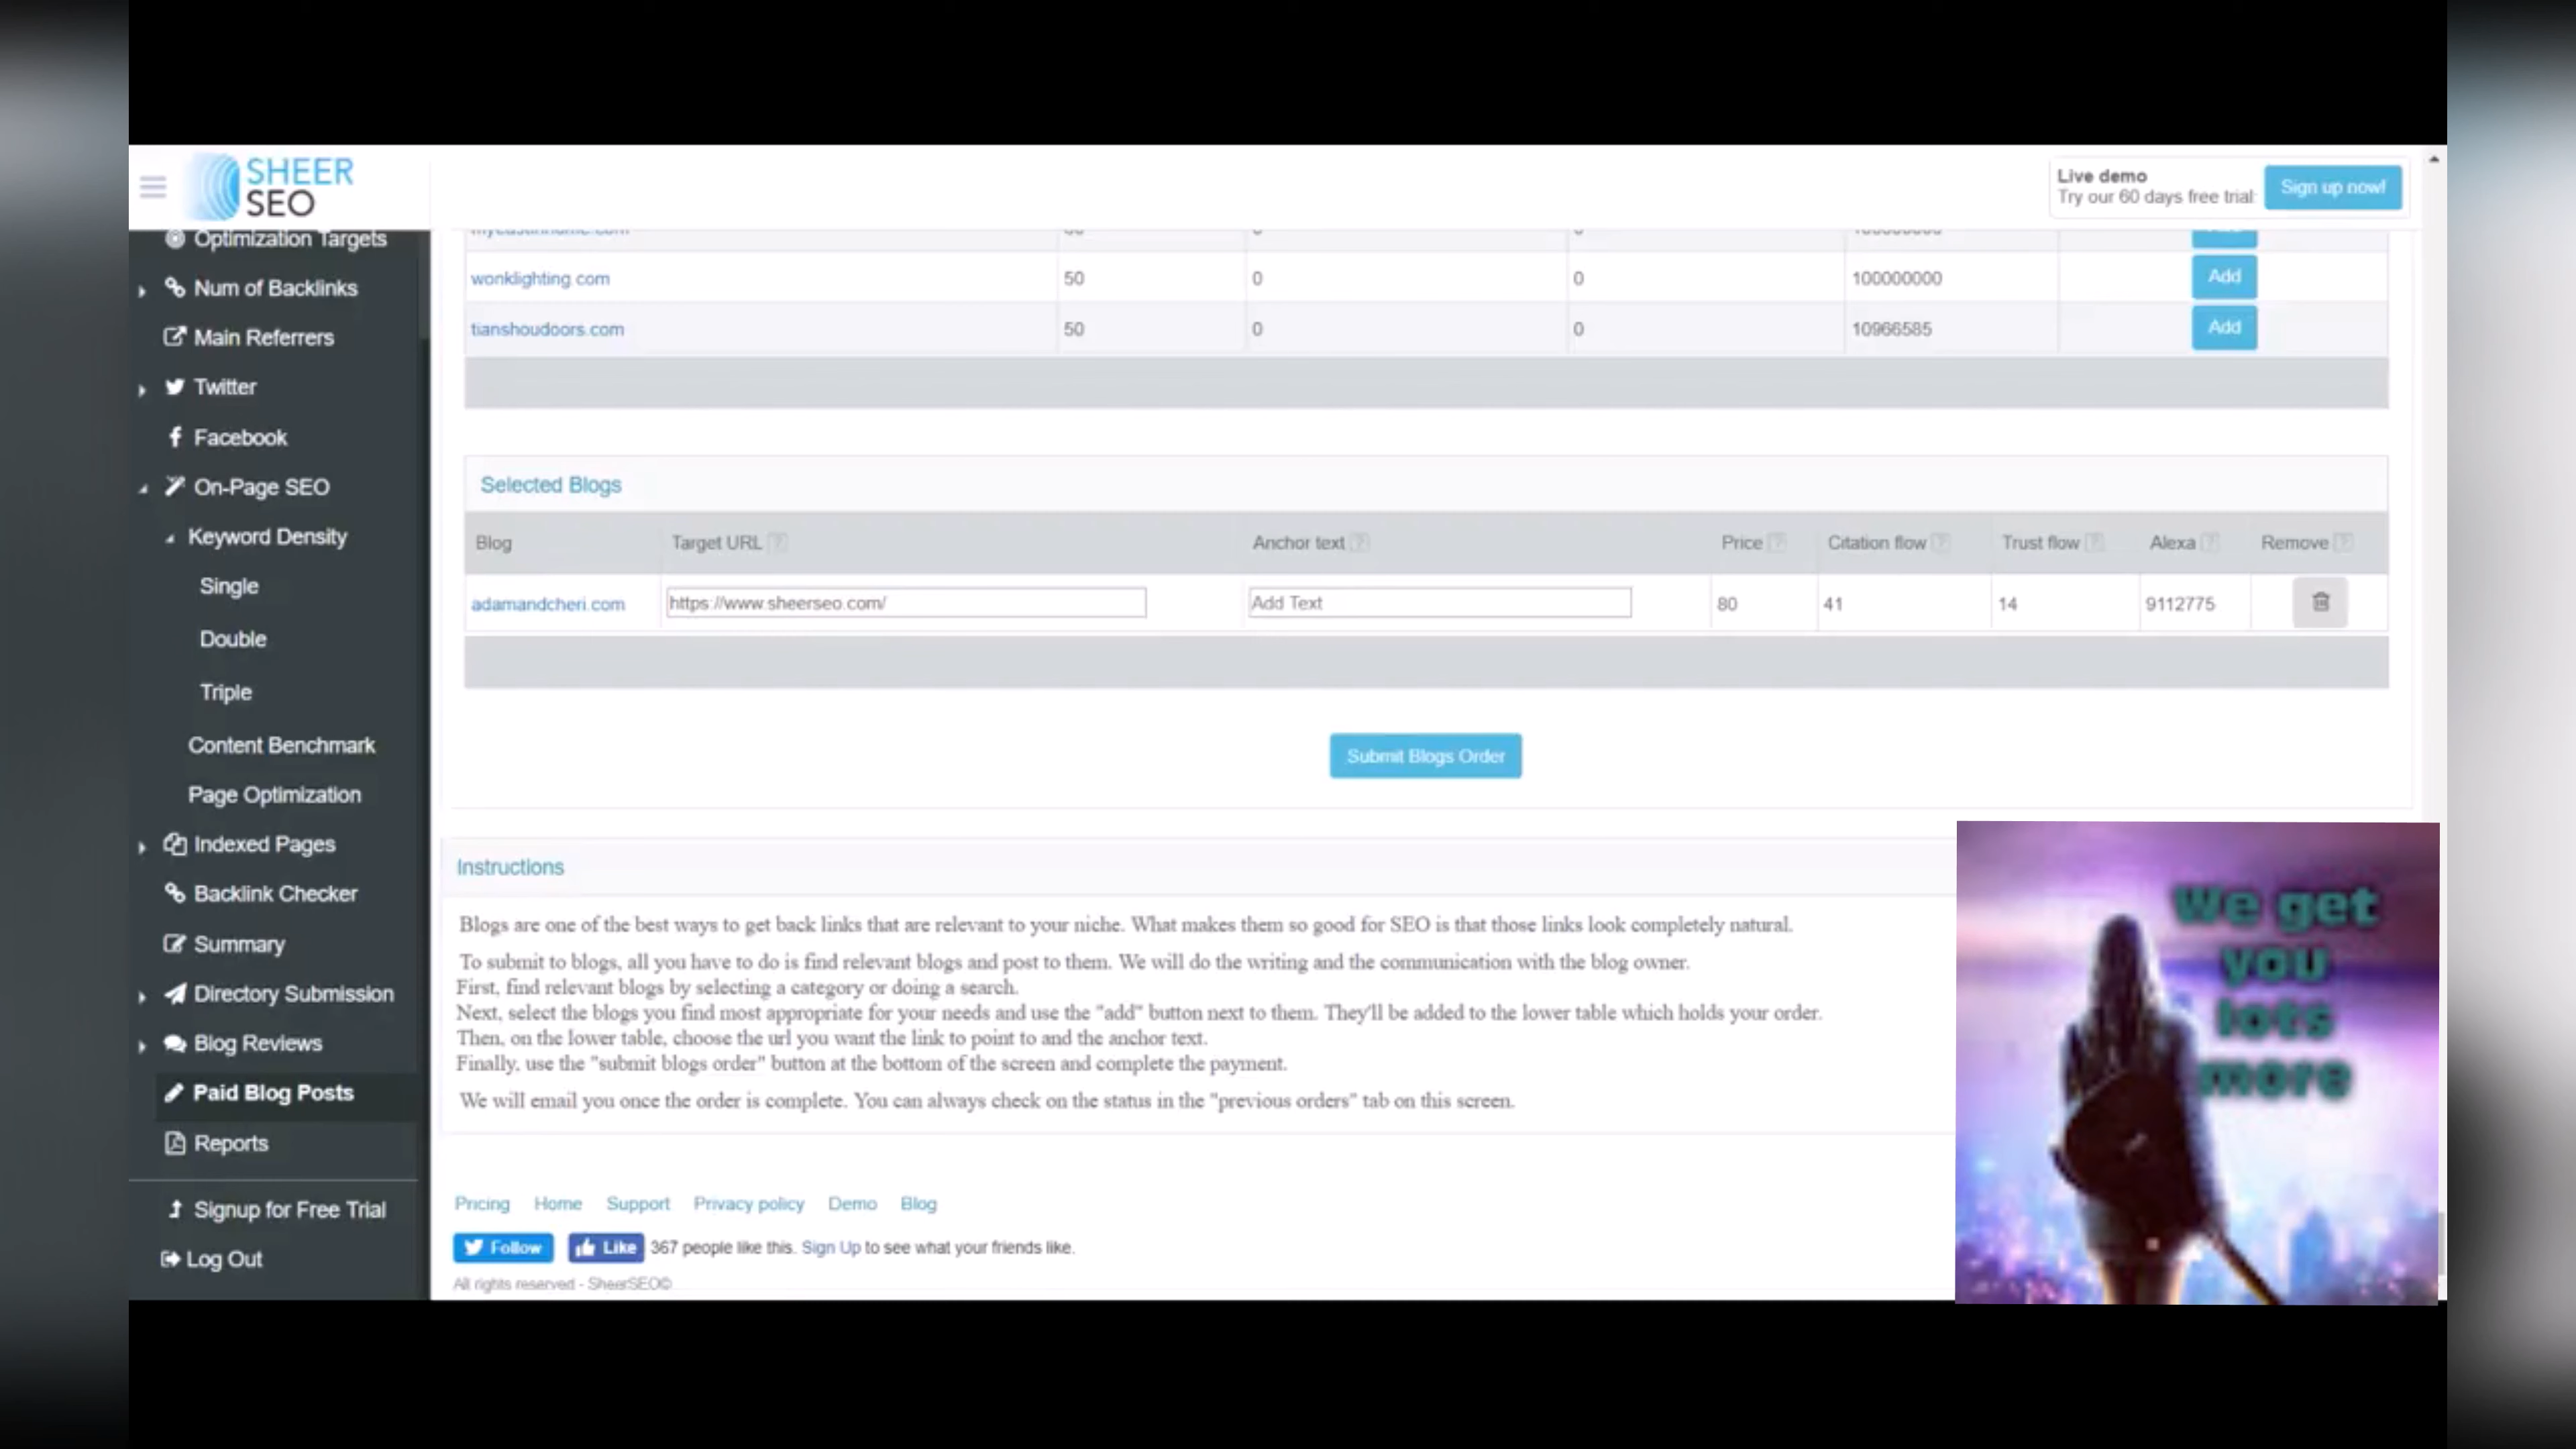 SHEER
SEO
Live demo
Try our 60 days free trial:
Sign up now!
Optimization Targets
Num of Backlinks
Main Referrers
Twitter
Facebook
On-Page SEO
Keyword Density
Single
Double
Triple
Content Benchmark
Page Optimization
Indexed Pages
Backlink Checker
Summary
Directory Submission
Blog Reviews
Paid Blog Posts
Reports
Signup for Free Trial
Log Out
wonklighting.com 50 0 0 100000000 Add
tianshoudoors.com 50 0 0 10966585 Add
Selected Blogs
Blog Target URL ? Anchor text ? Price ? Citation flow ? Trust flow ? Alexa ? Remove ?
adamandcheri.com https://www.sheerseo.com/ Add Text 80 41 14 9112775
Submit Blogs Order
Instructions
Blogs are one of the best ways to get back links that are relevant to your niche. What makes them so good for SEO is that those links look completely natural.
To submit to blogs, all you have to do is find relevant blogs and post to them. We will do the writing and the communication with the blog owner.
First, find relevant blogs by selecting a category or doing a search.
Next, select the blogs you find most appropriate for your needs and use the "add" button next to them. They'll be added to the lower table which holds your order.
Then, on the lower table, choose the url you want the link to point to and the anchor text.
Finally, use the "submit blogs order" button at the bottom of the screen and complete the payment.
We will email you once the order is complete. You can always check on the status in the "previous orders" tab on this screen.
Pricing Home Support Privacy policy Demo Blog
Follow Like 367 people like this. Sign Up to see what your friends like.
All rights reserved - SheerSEO©
We get
you
lots
more